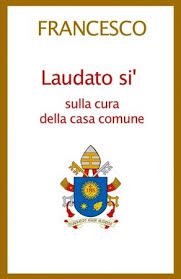 FRANCESCO
Laudato si'
sulla cura
della casa comune